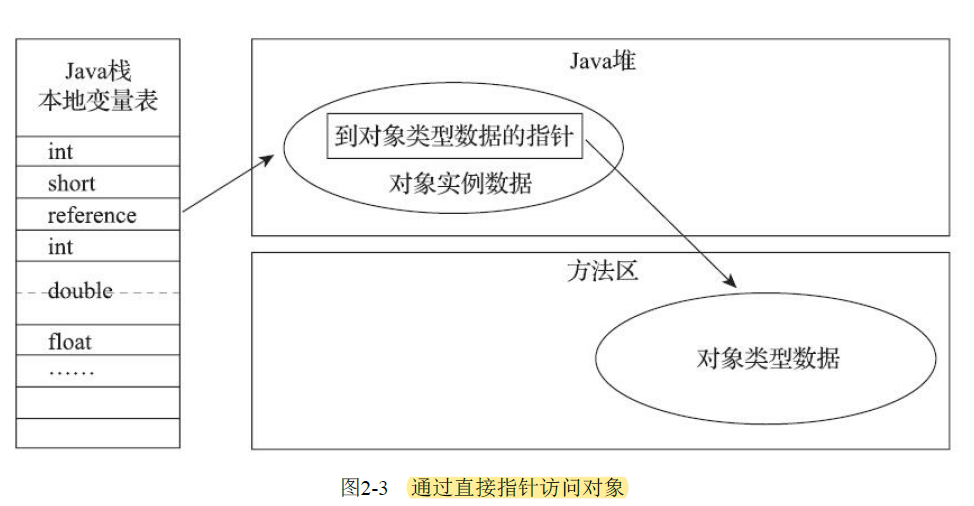 Java栈
本地变量表
int
short
reference
int
double
float
……
Java堆
到对象类型数据的指针
对象实例数据
方法区
对象类型数据
图2-3 通过直接指针访问对象